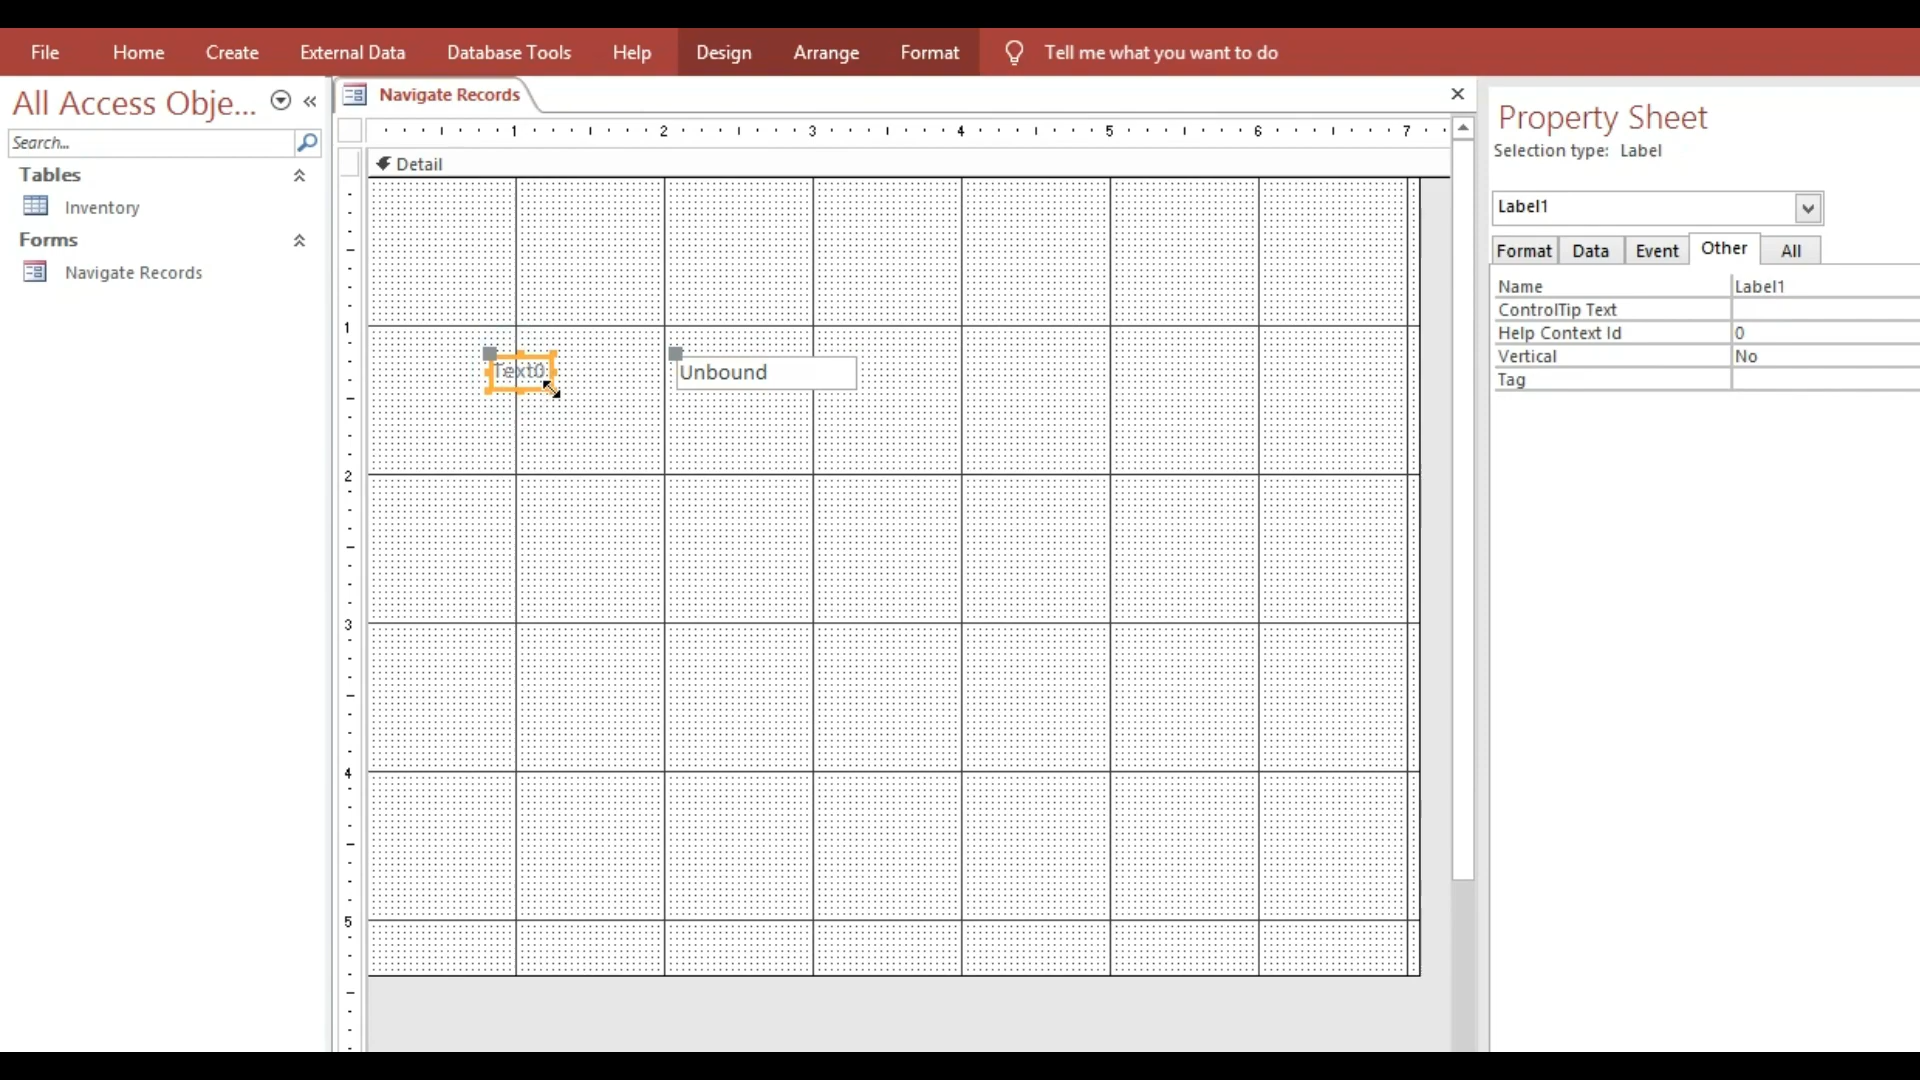 File Home Create External Data Database Tools Help Design Arrange Format Tell me what you want to do
All Access Obje...
Search...
Tables
Inventory
Forms
Navigate Records
Navigate Records
1 2 3 4 5 6 7
Detail
1
2
3
4
5
Text0
Unbound
Property Sheet
Selection type: Label
Label1
Format Data Event Other All
Name Label1
ControlTip Text
Help Context Id 0
Vertical No
Tag